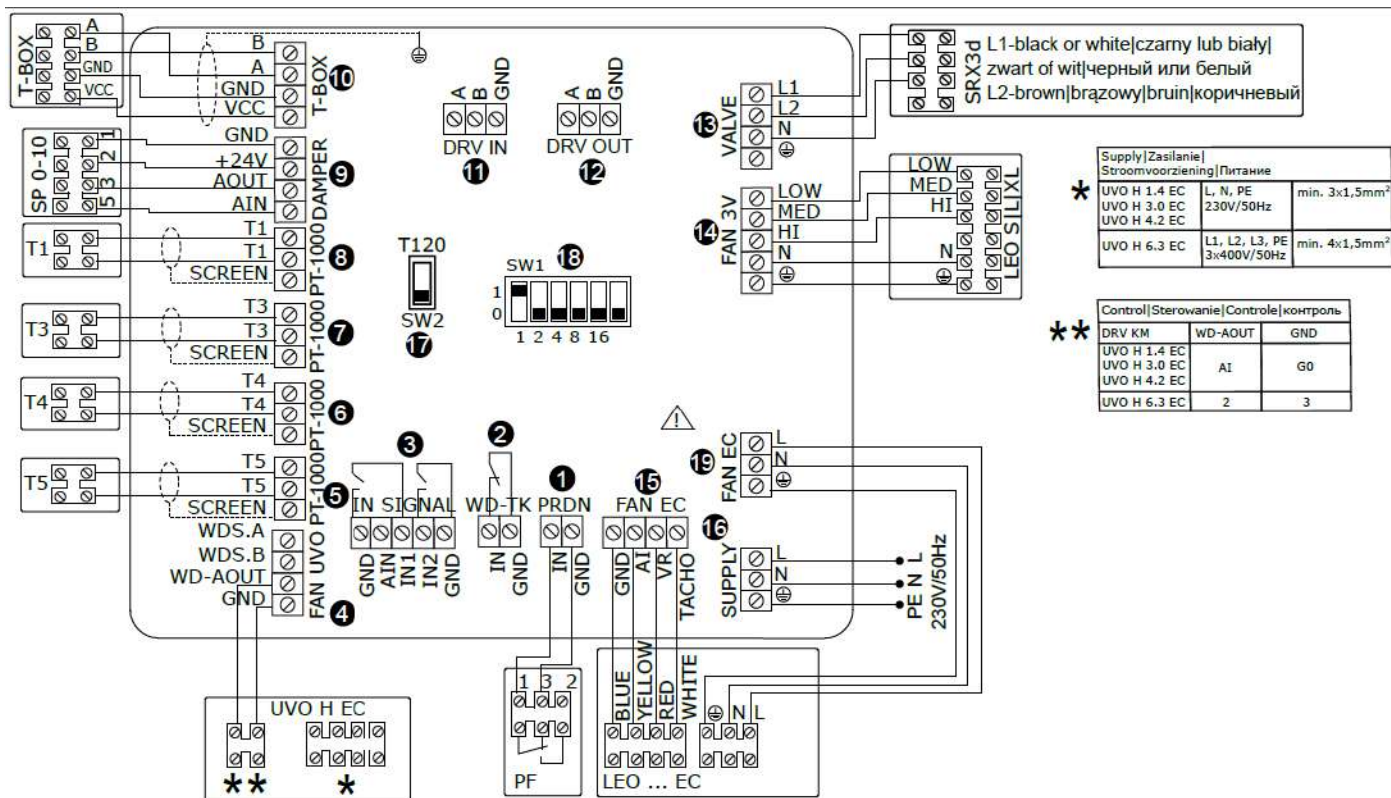 T-BOX
A
B
GND
VCC
B
A
GND
VCC
T-BOX
10
SP 0-10
1
2
3
5
GND
+24V
AOUT
AIN
DAMPER
9
T1
T1
T1
SCREEN
PT-1000
8
T3
T3
T3
SCREEN
PT-1000
7
T4
T4
T4
SCREEN
PT-1000
6
T5
T5
T5
SCREEN
PT-1000
5
WDS.A
WDS.B
WD-AOUT
GND
FAN UVO
4
A
B
GND
DRV IN
11
A
B
GND
DRV OUT
12
T120
SW2
17
SW1
18
1
0
1 2 4 8 16
3
IN SIGNAL
GND
AIN
IN1
IN2
GND
2
WD-TK
IN
GND
1
PRDN
IN
GND
15
FAN EC
GND
AI
VR
TACHO
13
VALVE
L1
L2
N
SRX3d
L1-black or white|czarny lub biały|
zwart of wit|черный или белый
L2-brown|brązowy|bruin|коричневый
14
FAN 3V
LOW
MED
HI
N
LOW
MED
HI
N
LEO S|L|XL
19
FAN EC
L
N
16
SUPPLY
L
N
PE N L
230V/50Hz
*
Supply|Zasilanie|
Stroomvoorziening|Питание
UVO H 1.4 EC
UVO H 3.0 EC
UVO H 4.2 EC
L, N, PE
230V/50Hz
min. 3x1,5mm²
UVO H 6.3 EC
L1, L2, L3, PE
3x400V/50Hz
min. 4x1,5mm²
**
Control|Sterowanie|Controle|контроль
DRV KM WD-AOUT GND
UVO H 1.4 EC
UVO H 3.0 EC
UVO H 4.2 EC
AI G0
UVO H 6.3 EC 2 3
UVO H EC
**
*
1 3 2
PF
BLUE
YELLOW
RED
WHITE
N L
LEO ... EC